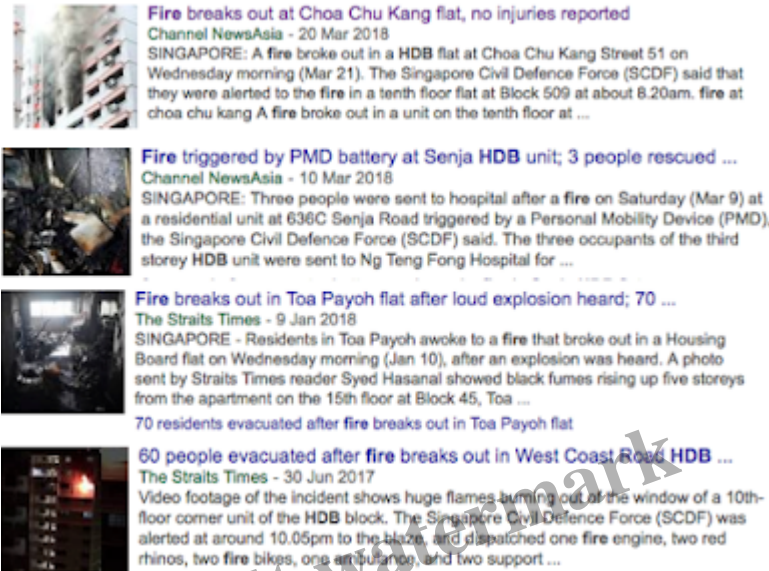 Fire breaks out at Choa Chu Kang flat, no injuries reported
Channel NewsAsia - 20 Mar 2018
SINGAPORE: A fire broke out in a HDB flat at Choa Chu Kang Street 51 on
Wednesday morning (Mar 21). The Singapore Civil Defence Force (SCDF) said that
they were alerted to the fire in a tenth floor flat at Block 509 at about 8.20am. fire at
choa chu kang A fire broke out in a unit on the tenth floor at ...
Fire triggered by PMD battery at Senja HDB unit; 3 people rescued ...
Channel NewsAsia - 10 Mar 2018
SINGAPORE: Three people were sent to hospital after a fire on Saturday (Mar 9) at
a residential unit at 636C Senja Road triggered by a Personal Mobility Device (PMD),
the Singapore Civil Defence Force (SCDF) said. The three occupants of the third
storey HDB unit were sent to Ng Teng Fong Hospital for ...
Fire breaks out in Toa Payoh flat after loud explosion heard; 70 ...
The Straits Times - 9 Jan 2018
SINGAPORE - Residents in Toa Payoh awoke to a fire that broke out in a Housing
Board flat on Wednesday morning (Jan 10), after an explosion was heard. A photo
sent by Straits Times reader Syed Hasanal showed black fumes rising up five storeys
from the apartment on the 15th floor at Block 45, Toa ...
70 residents evacuated after fire breaks out in Toa Payoh flat
60 people evacuated after fire breaks out in West Coast Road HDB ...
The Straits Times - 30 Jun 2017
Video footage of the incident shows huge flames burning out of the window of a 10th-
floor corner unit of the HDB block. The Singapore Civil Defence Force (SCDF) was
alerted at around 10.05pm to the blaze, and dispatched one fire engine, two red
rhinos, two fire bikes, one ambulance, and two support ...
watermark